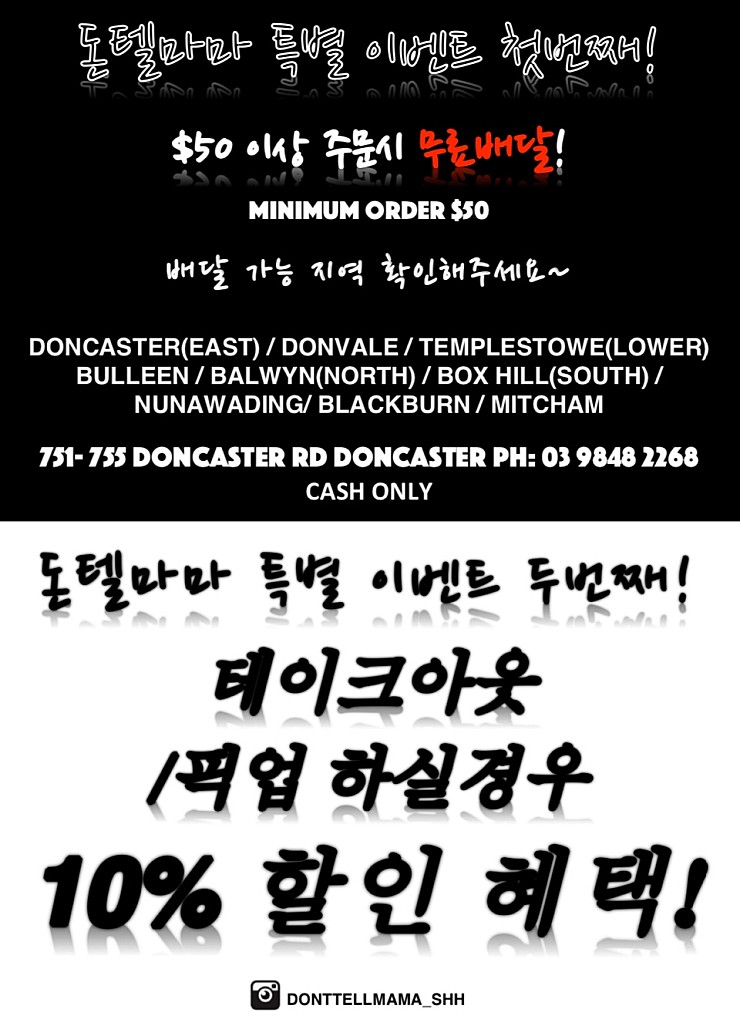 돈텔마마 특별 이벤트 첫번째!
$50 이상 주문시 무료배달!
MINIMUM ORDER $50
배달 가능 지역 확인해주세요~
DONCASTER(EAST) / DONVALE / TEMPLESTOWE(LOWER)
BULLEEN / BALWYN(NORTH) / BOX HILL(SOUTH) /
NUNAWADING/ BLACKBURN / MITCHAM
751- 755 DONCASTER RD DONCASTER PH: 03 9848 2268
CASH ONLY
돈텔마마 특별 이벤트 두번째!
테이크아웃
/픽업 하실경우
10% 할인 혜택!
DONTTELLMAMA_SHH